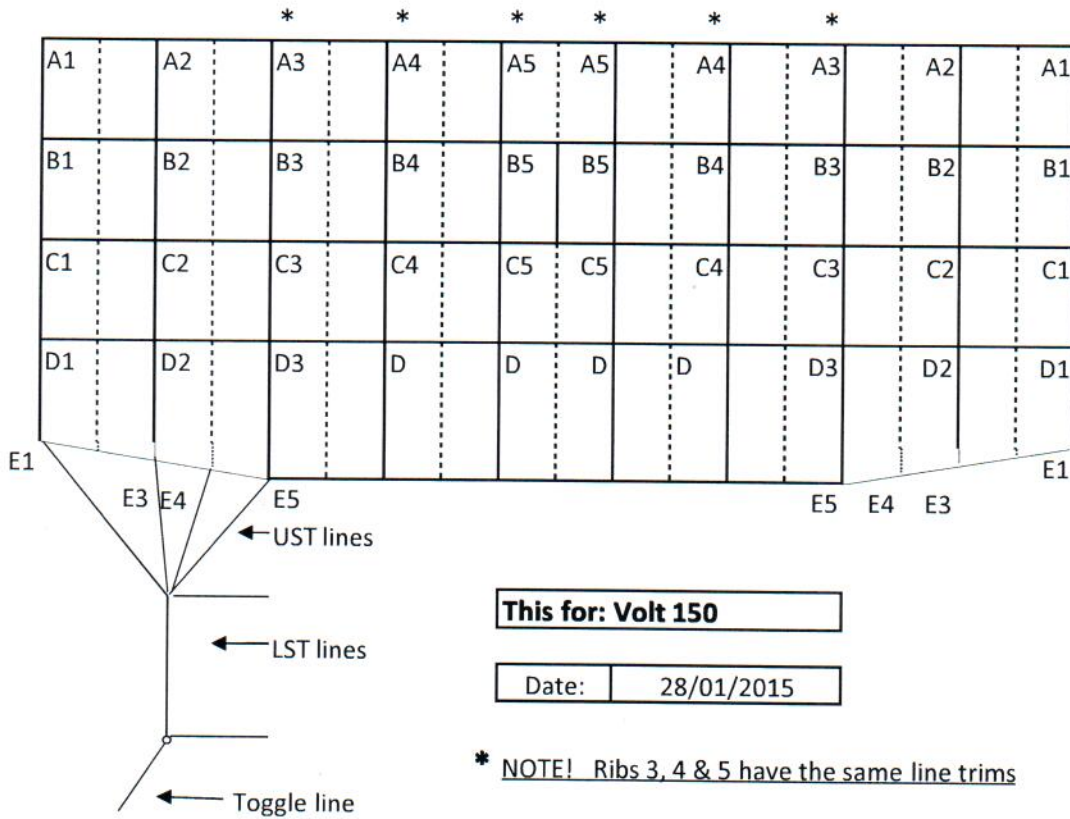 * * * * * *
A1 A2 A3 A4 A5 A5 A4 A3 A2 A1
B1 B2 B3 B4 B5 B5 B4 B3 B2 B1
C1 C2 C3 C4 C5 C5 C4 C3 C2 C1
D1 D2 D3 D D D D D3 D2 D1
E1 E3 E4 E5 E5 E4 E3 E1
UST lines
This for: Volt 150
LST lines
Date: 28/01/2015
* NOTE! Ribs 3, 4 & 5 have the same line trims
Toggle line